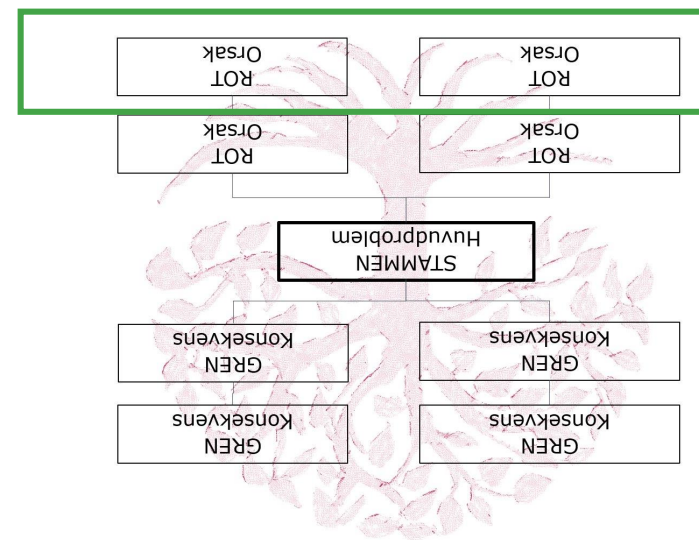 GREN
Konsekvens
GREN
Konsekvens
GREN
Konsekvens
GREN
Konsekvens
STAMMEN
Huvudproblem
ROT
Orsak
ROT
Orsak
ROT
Orsak
ROT
Orsak